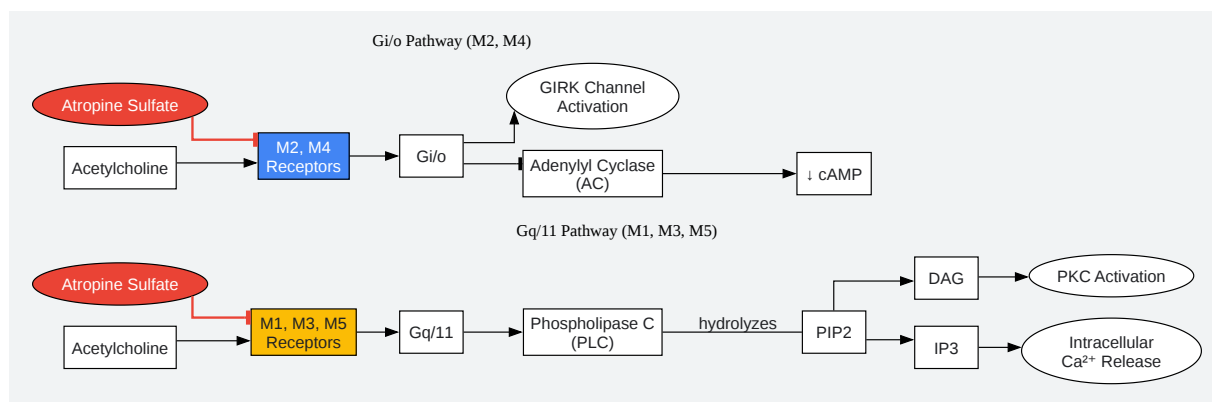 Gi/o Pathway (M2, M4)
GIRK Channel
Activation
Atropine Sulfate
Acetylcholine
M2, M4
Receptors
Gi/o
Adenylyl Cyclase
(AC)
↓ cAMP
Gq/11 Pathway (M1, M3, M5)
Atropine Sulfate
Acetylcholine
M1, M3, M5
Receptors
Gq/11
Phospholipase C
(PLC)
hydrolyzes
PIP2
DAG
PKC Activation
IP3
Intracellular
Ca²⁺ Release